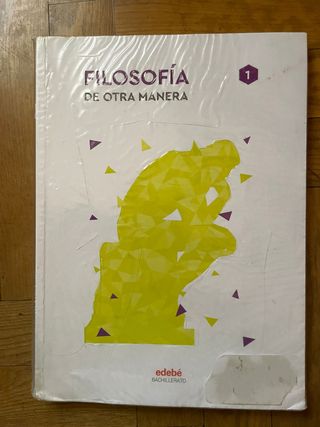 FILOSOFÍA
1
DE OTRA MANERA
edebé
BACHILLERATO